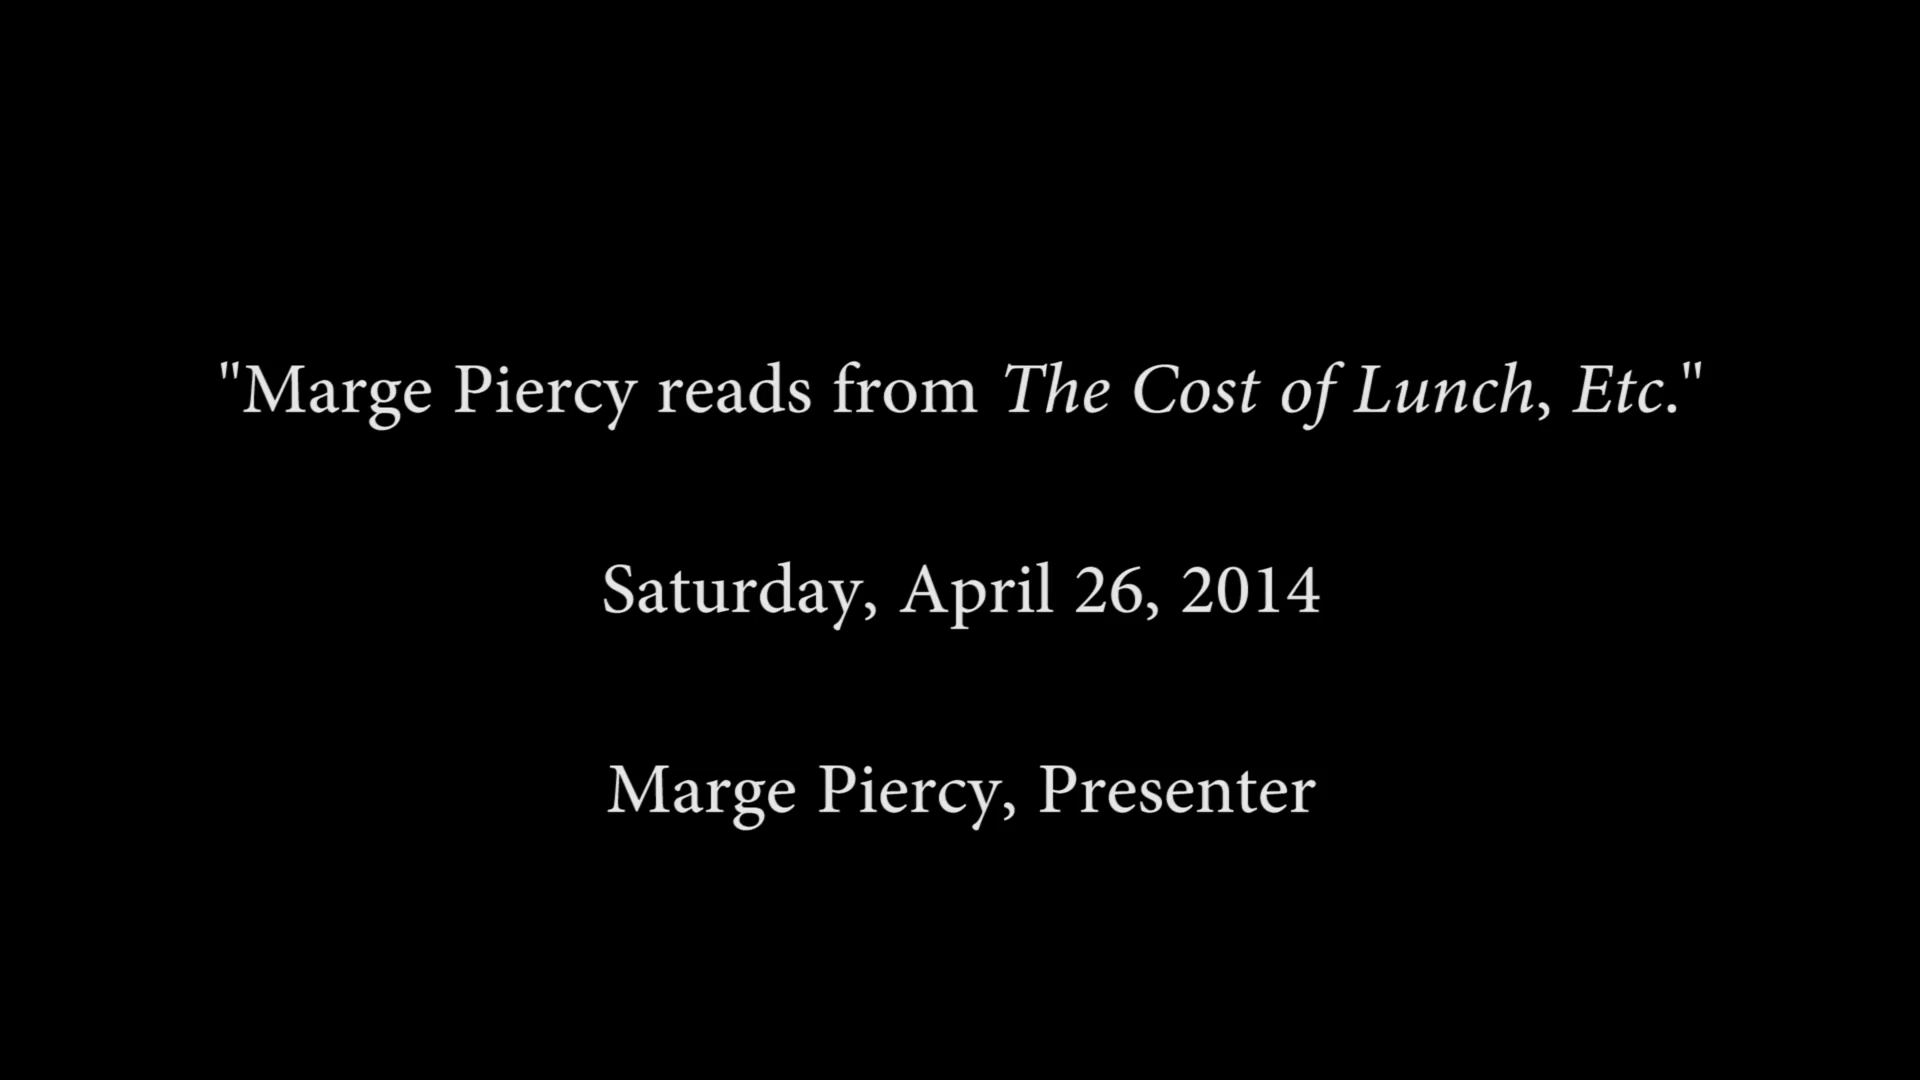 "Marge Piercy reads from The Cost of Lunch, Etc."
Saturday, April 26, 2014
Marge Piercy, Presenter